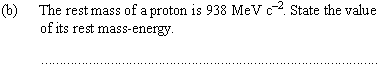 (b) The rest mass of a proton is 938 MeV c⁻². State the value
of its rest mass-energy.